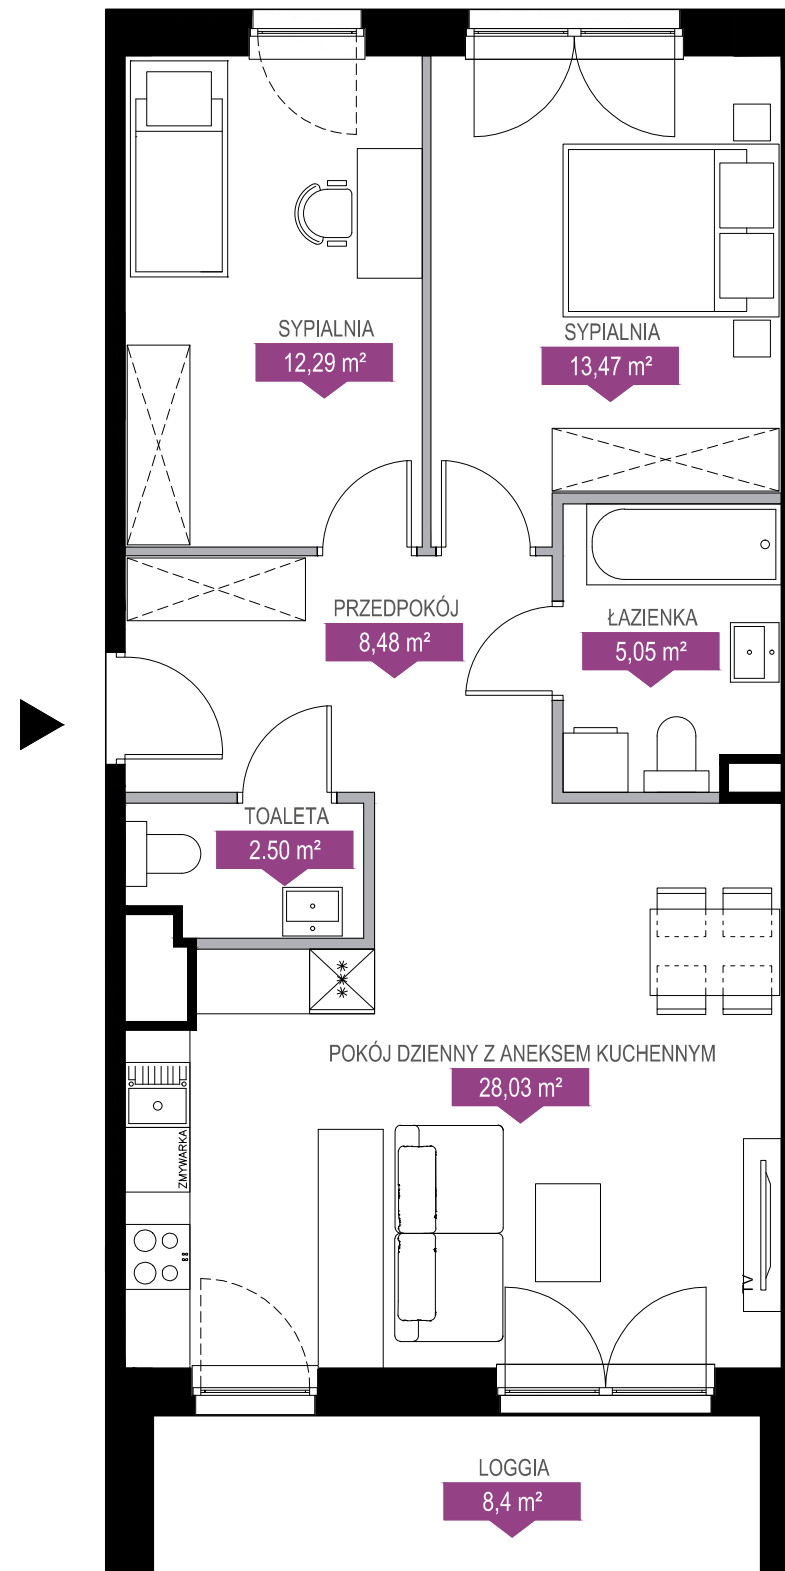 SYPIALNIA
12,29 m²
SYPIALNIA
13,47 m²
PRZEDPOKÓJ
8,48 m²
ŁAZIENKA
5,05 m²
TOALETA
2.50 m²
POKÓJ DZIENNY Z ANEKSEM KUCHENNYM
28,03 m²
ZMYWARKA
TV
LOGGIA
8,4 m²